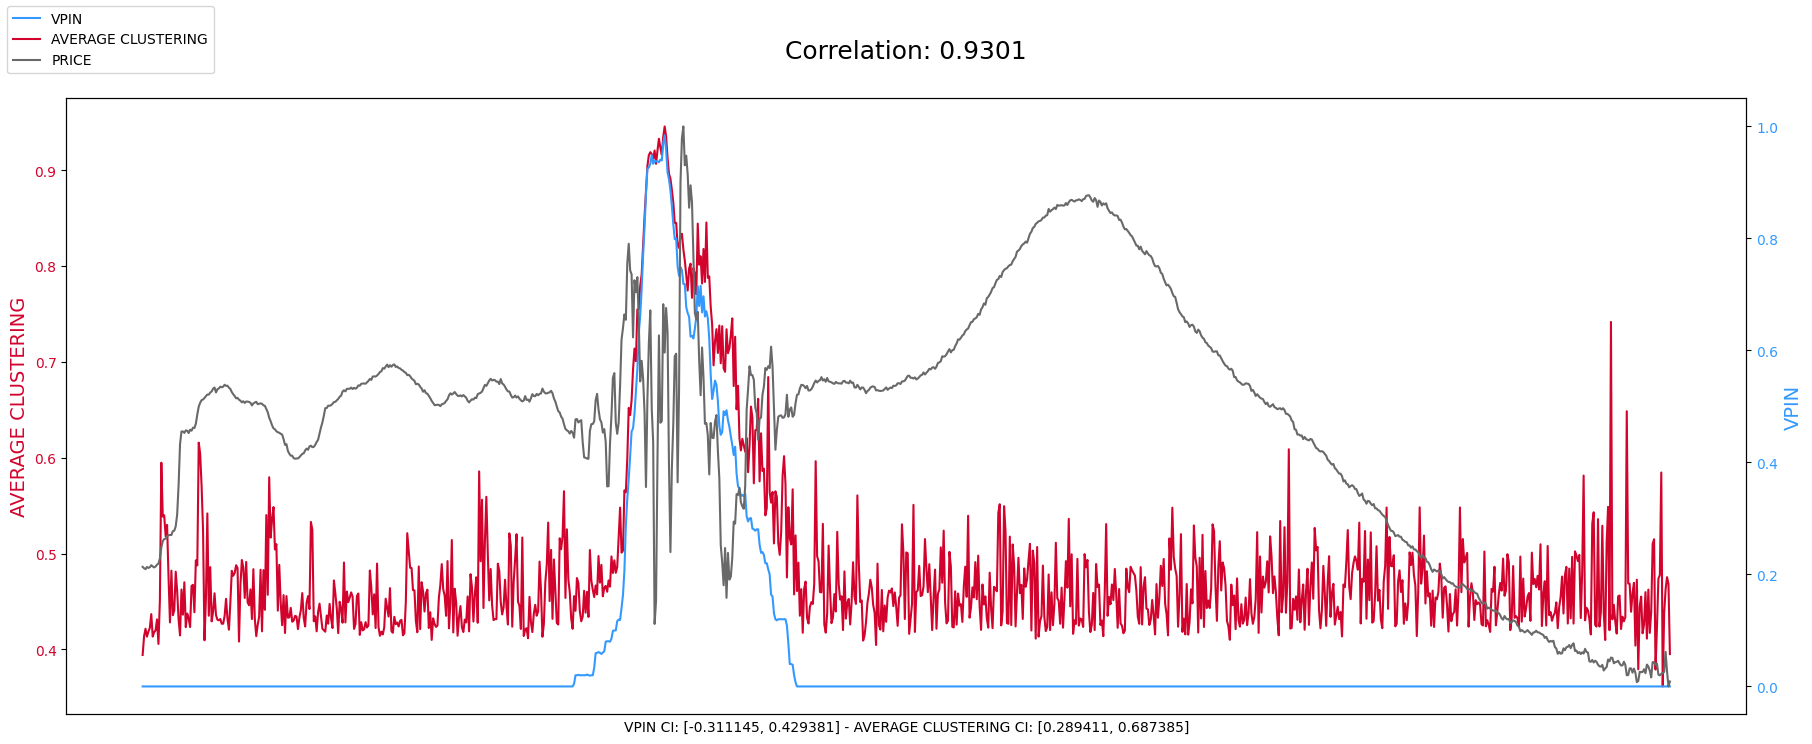 VPIN
AVERAGE CLUSTERING
PRICE
Correlation: 0.9301
AVERAGE CLUSTERING
0.9
0.8
0.7
0.6
0.5
0.4
1.0
0.8
0.6
0.4
0.2
0.0
VPIN
VPIN CI: [-0.311145, 0.429381] - AVERAGE CLUSTERING CI: [0.289411, 0.687385]